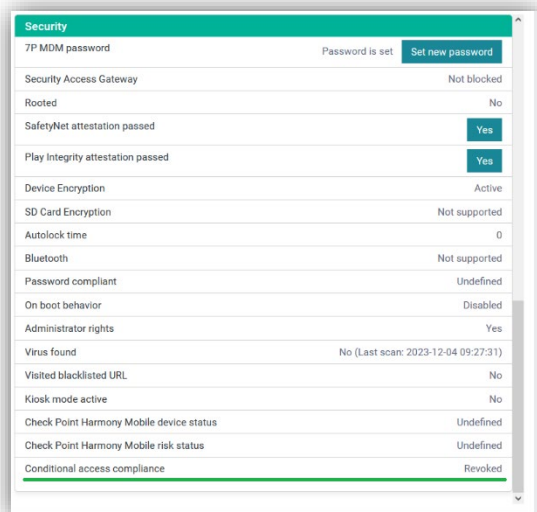 Security
7P MDM password Password is set Set new password
Security Access Gateway Not blocked
Rooted No
SafetyNet attestation passed Yes
Play Integrity attestation passed Yes
Device Encryption Active
SD Card Encryption Not supported
Autolock time 0
Bluetooth Not supported
Password compliant Undefined
On boot behavior Disabled
Administrator rights Yes
Virus found No (Last scan: 2023-12-04 09:27:31)
Visited blacklisted URL No
Kiosk mode active No
Check Point Harmony Mobile device status Undefined
Check Point Harmony Mobile risk status Undefined
Conditional access compliance Revoked